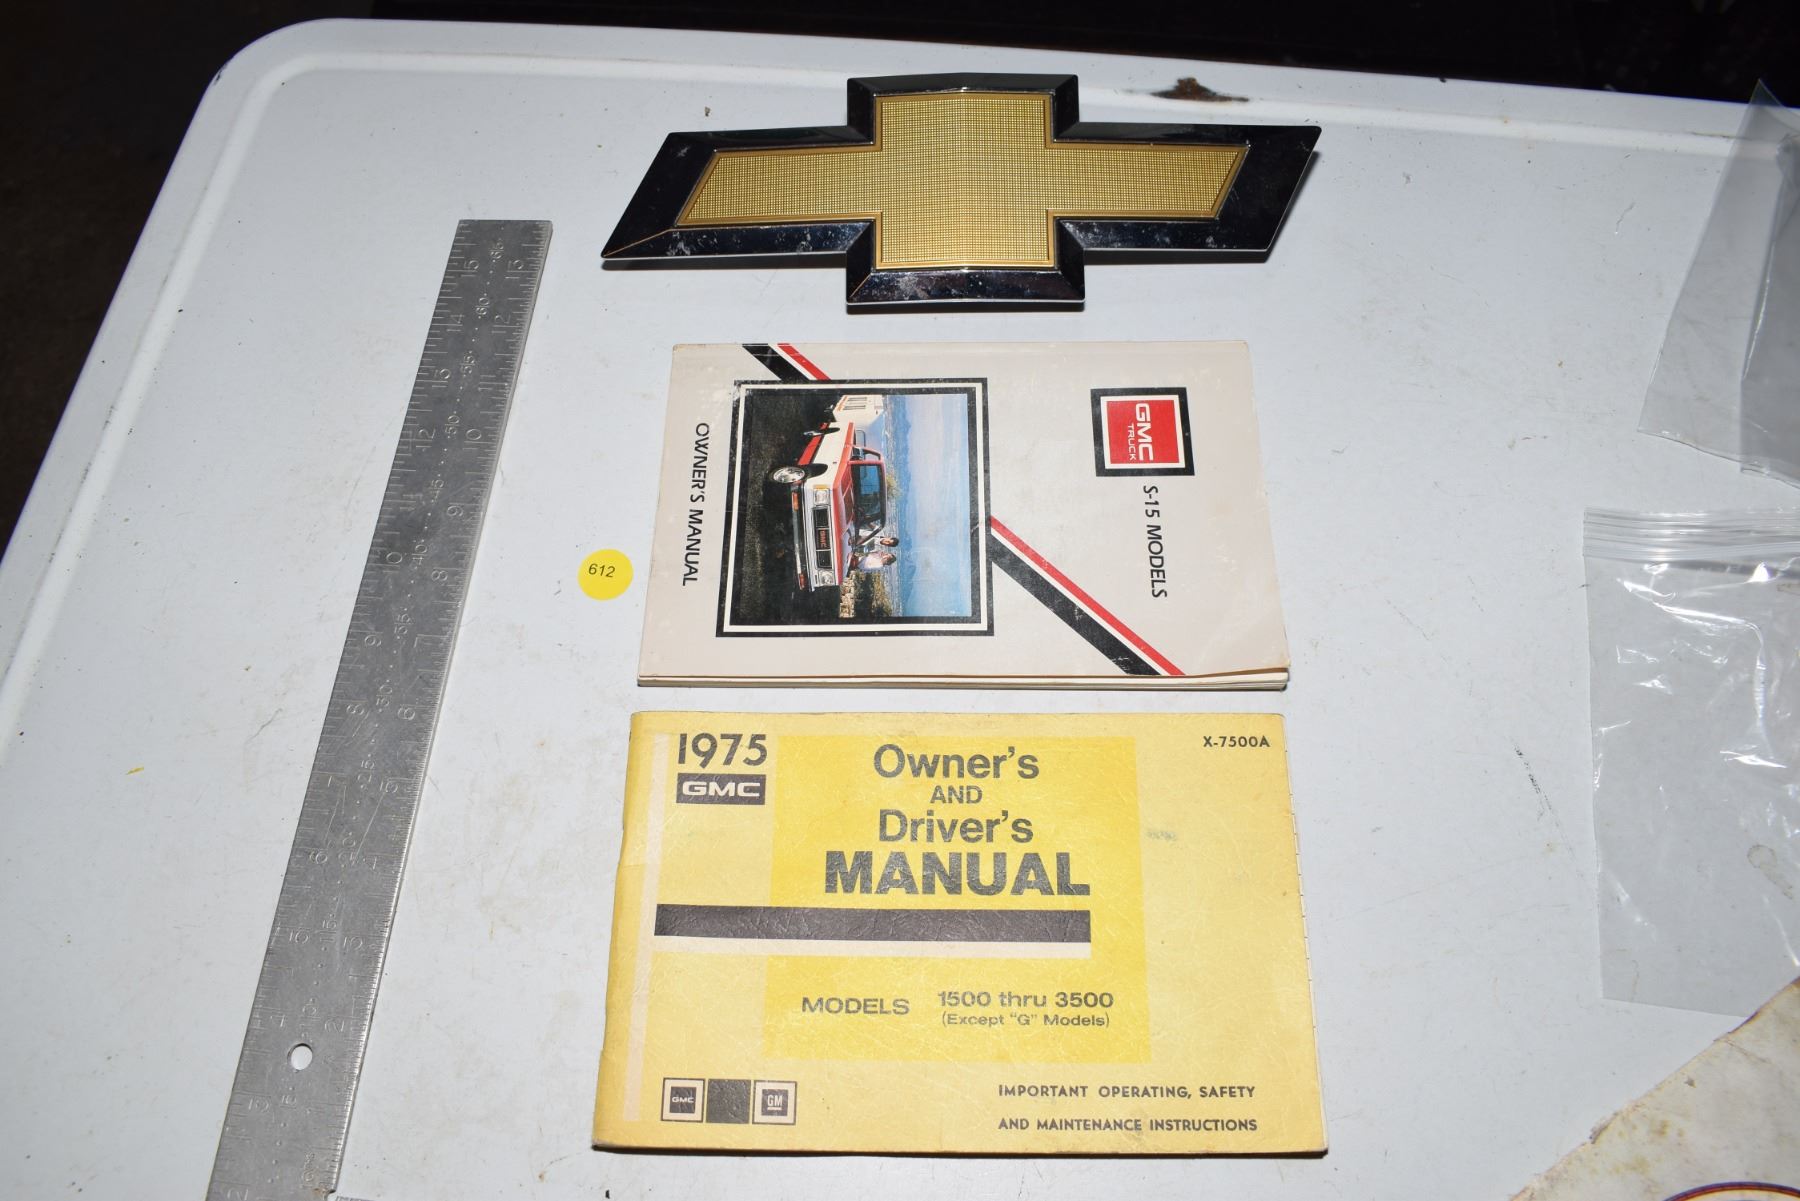 GMC
TRUCK
S-15 MODELS
GMC
OWNER'S MANUAL
612
1975
GMC
X-7500A
Owner's
AND
Driver's
MANUAL
MODELS 1500 thru 3500
(Except "G" Models)
GMC
GM
IMPORTANT OPERATING, SAFETY
AND MAINTENANCE INSTRUCTIONS